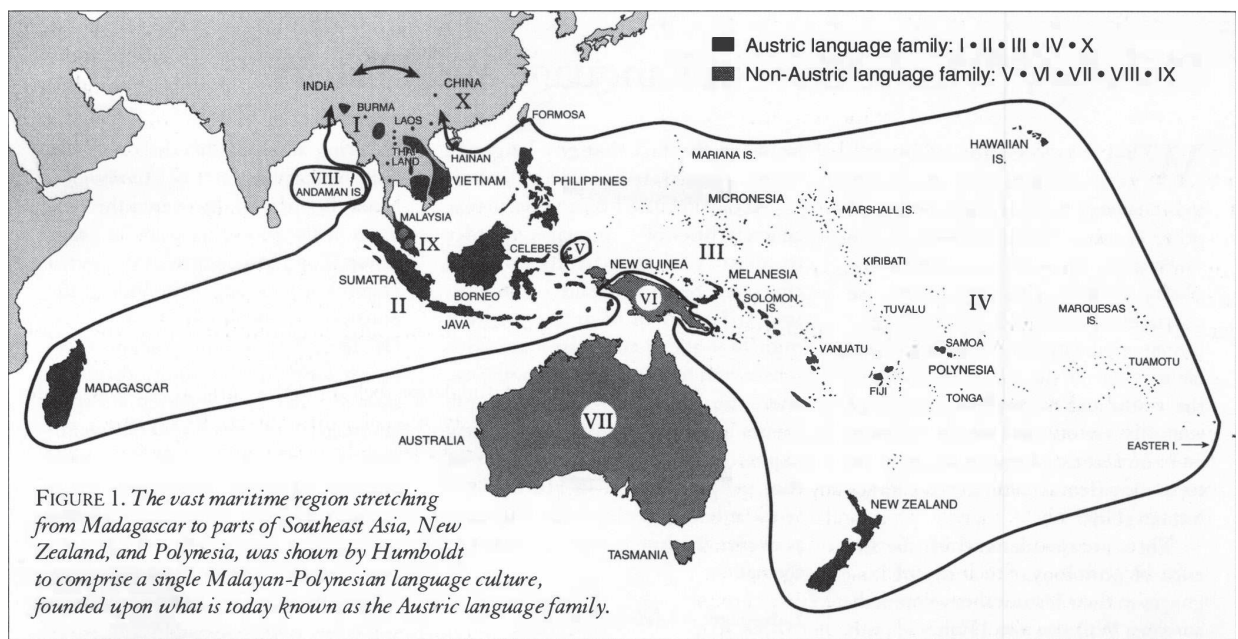 Austric language family: I • II • III • IV • X
Non-Austric language family: V • VI • VII • VIII • IX
INDIA
CHINA
X
BURMA
I
LAOS
FORMOSA
THAI
LAND
HAINAN
HAWAIIAN
IS.
MARIANA IS.
VIII
ANDAMAN IS.
VIETNAM
PHILIPPINES
MICRONESIA
MARSHALL IS.
MALAYSIA
IX
CELEBES
V
NEW GUINEA
III
MELANESIA
KIRIBATI
SUMATRA
BORNEO
II
VI
SOLOMON
IS.
TUVALU
IV
MARQUESAS
IS.
JAVA
VANUATU
SAMOA
POLYNESIA
TUAMOTU
MADAGASCAR
FIJI
TONGA
VII
AUSTRALIA
EASTER I.
NEW ZEALAND
TASMANIA
FIGURE 1. The vast maritime region stretching
from Madagascar to parts of Southeast Asia, New
Zealand, and Polynesia, was shown by Humboldt
to comprise a single Malayan-Polynesian language culture,
founded upon what is today known as the Austric language family.